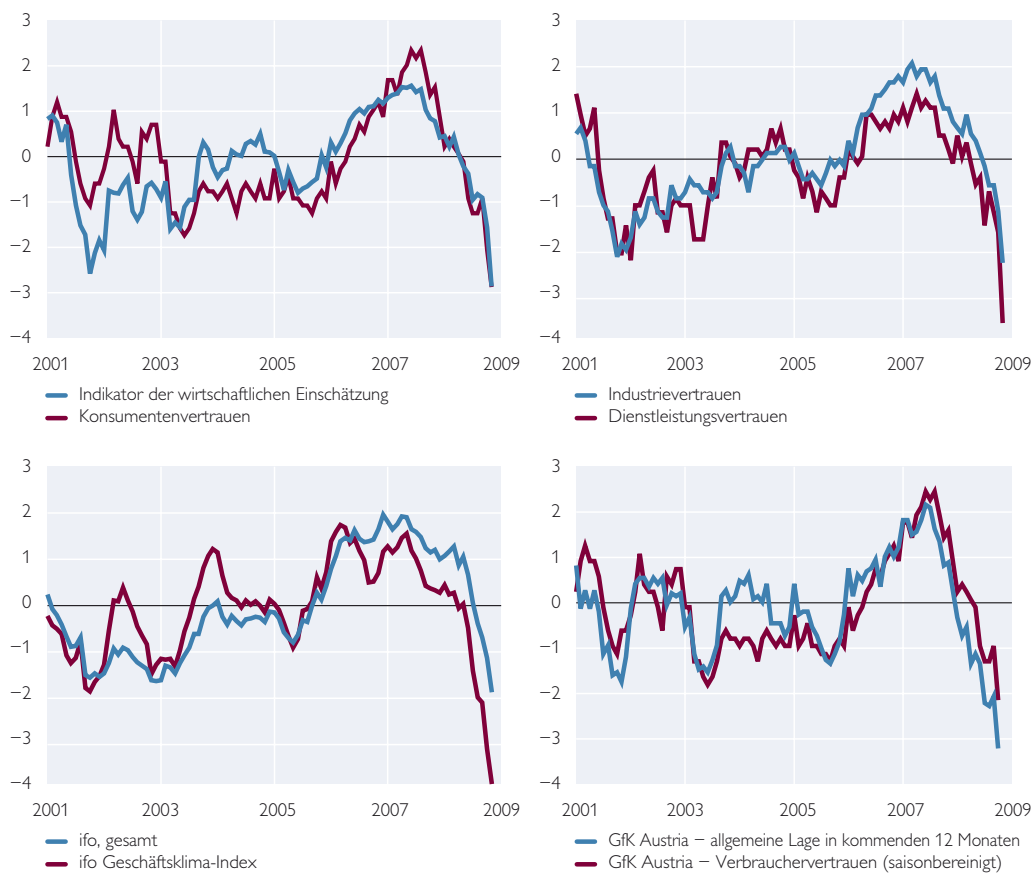 3
2
1
0
−1
−2
−3
−4
2001 2003 2005 2007 2009
Indikator der wirtschaftlichen Einschätzung
Konsumentenvertrauen
3
2
1
0
−1
−2
−3
−4
2001 2003 2005 2007 2009
Industrievertrauen
Dienstleistungsvertrauen
3
2
1
0
−1
−2
−3
−4
2001 2003 2005 2007 2009
ifo, gesamt
ifo Geschäftsklima-Index
3
2
1
0
−1
−2
−3
−4
2001 2003 2005 2007 2009
GfK Austria − allgemeine Lage in kommenden 12 Monaten
GfK Austria − Verbrauchervertrauen (saisonbereinigt)